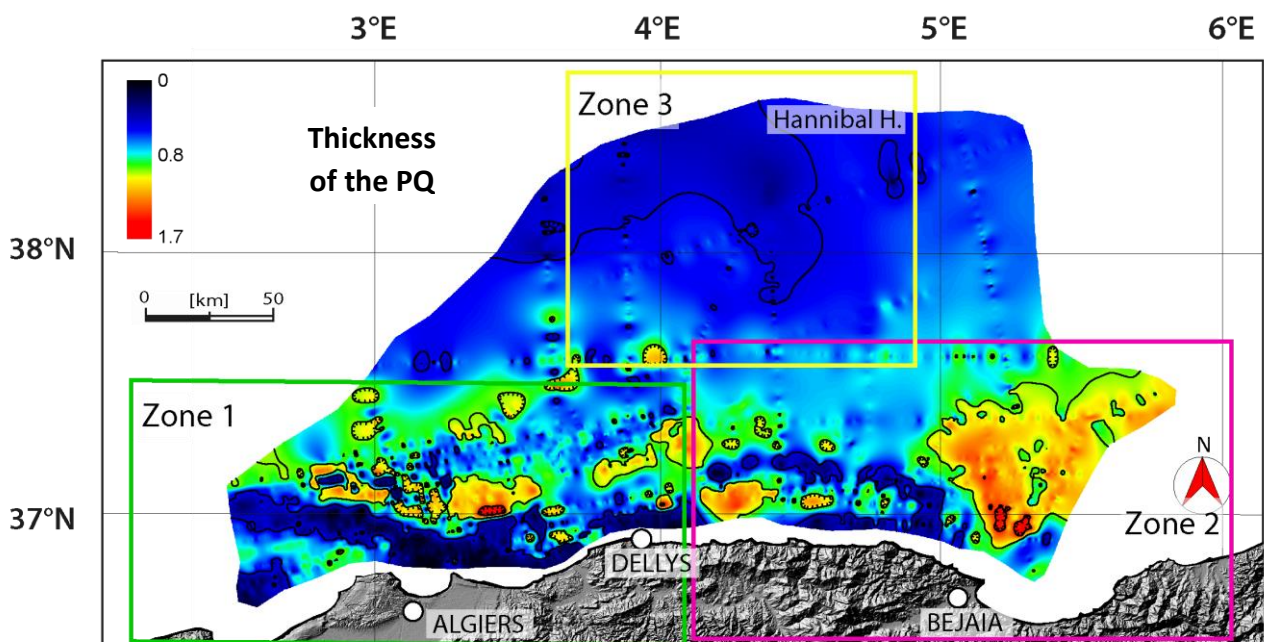 3°E 4°E 5°E 6°E
0
0.8
1.7
Thickness
of the PQ
Zone 3
Hannibal H.
38°N
0 [km] 50
Zone 1
N
37°N
Zone 2
DELLYS
ALGIERS
BEJAIA